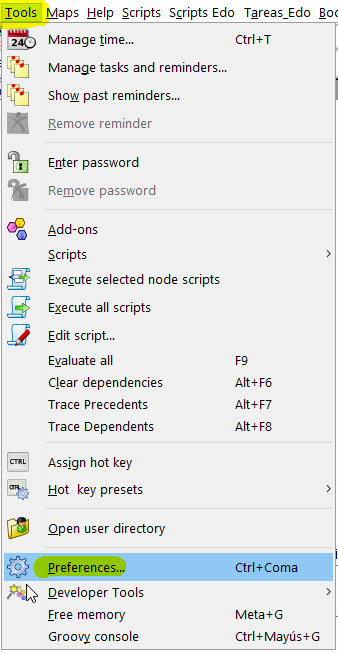 Tools Maps Help Scripts Scripts Edo Tareas_Edo Boo
24
Manage time... Ctrl+T
Manage tasks and reminders...
Show past reminders...
Remove reminder
Enter password
Remove password
Add-ons
Scripts
Execute selected node scripts
Execute all scripts
Edit script...
Evaluate all F9
Clear dependencies Alt+F6
Trace Precedents Alt+F7
Trace Dependents Alt+F8
CTRL Assign hot key
Hot key presets
Open user directory
Preferences... Ctrl+Coma
Developer Tools
Free memory Meta+G
Groovy console Ctrl+Mayús+G